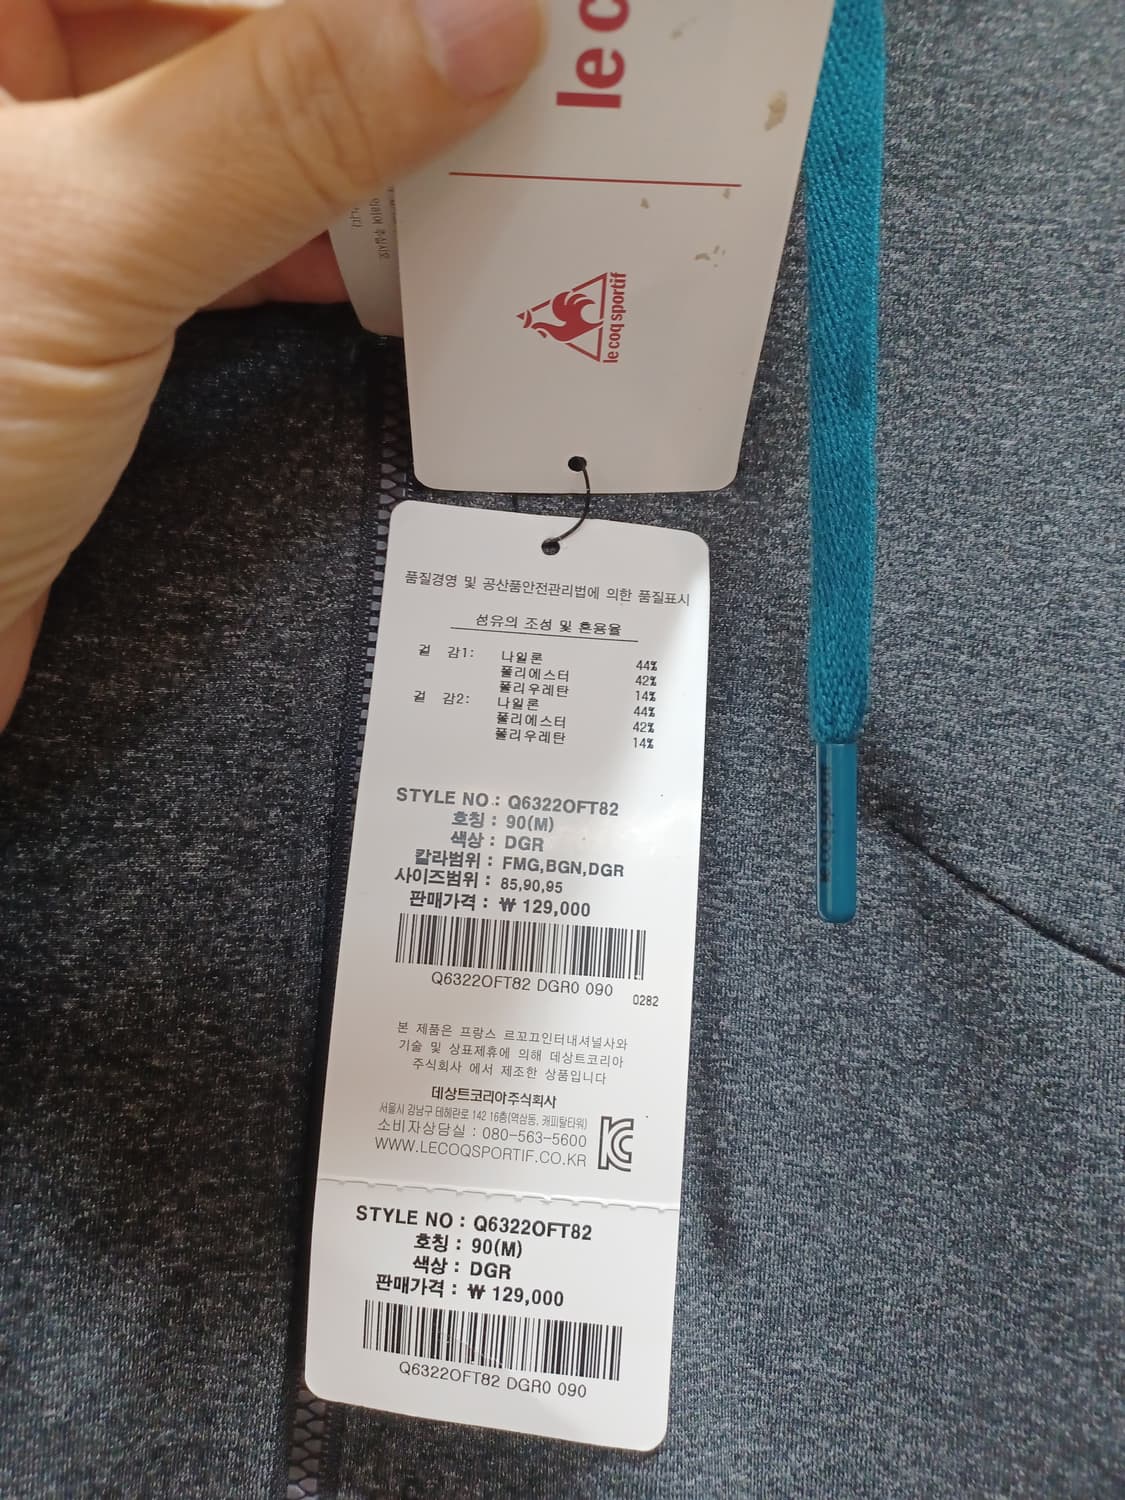 le c
le coq sportif
품질경영 및 공산품안전관리법에 의한 품질표시
섬유의 조성 및 혼용율
겉 감1: 나일론 44%
폴리에스터 42%
폴리우레탄 14%
겉 감2: 나일론 44%
폴리에스터 42%
폴리우레탄 14%
STYLE NO : Q6322OFT82
호칭 : 90(M)
색상 : DGR
칼라범위 : FMG,BGN,DGR
사이즈범위 : 85,90,95
판매가격 : ₩ 129,000
Q6322OFT82 DGR0 090
0282
본 제품은 프랑스 르꼬끄인터내셔널사와
기술 및 상표제휴에 의해 데상트코리아
주식회사 에서 제조한 상품입니다
데상트코리아주식회사
서울시 강남구 테헤란로 142 16층(역삼동, 캐피탈타워)
소비자상담실 : 080-563-5600
WWW.LECOQSPORTIF.CO.KR
STYLE NO : Q6322OFT82
호칭 : 90(M)
색상 : DGR
판매가격 : ₩ 129,000
Q6322OFT82 DGR0 090